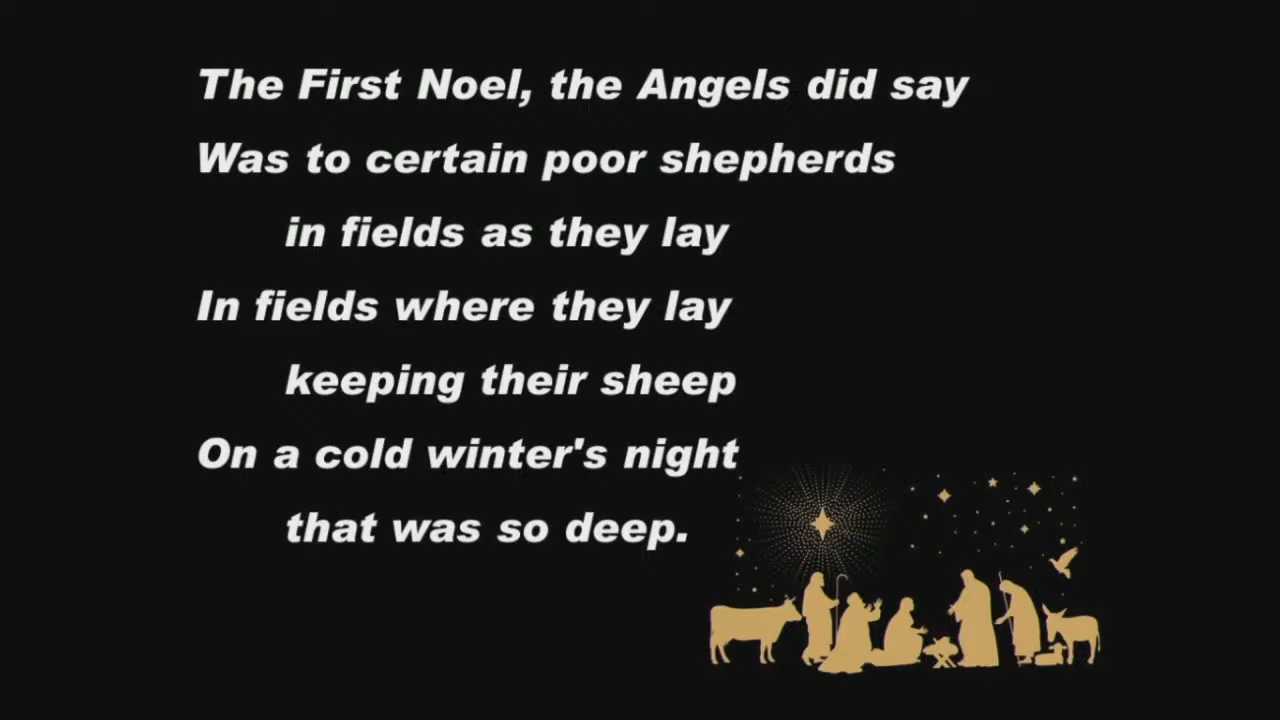 The First Noel, the Angels did say
Was to certain poor shepherds
in fields as they lay
In fields where they lay
keeping their sheep
On a cold winter's night
that was so deep.